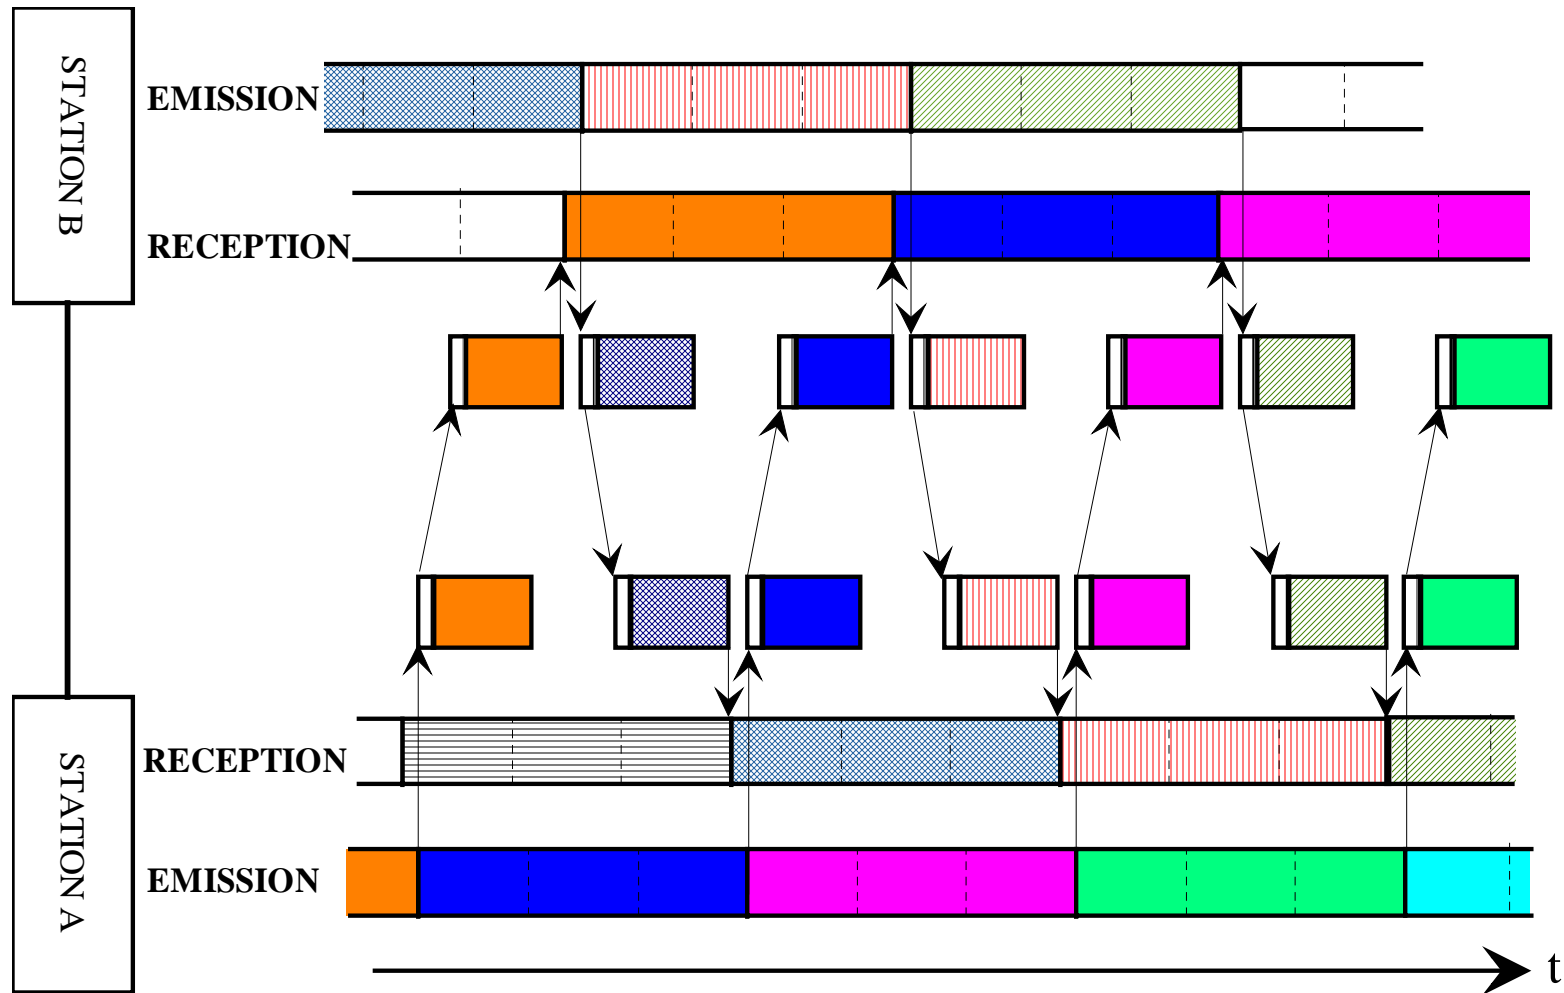 STATION B
EMISSION
RECEPTION
STATION A
RECEPTION
EMISSION
t